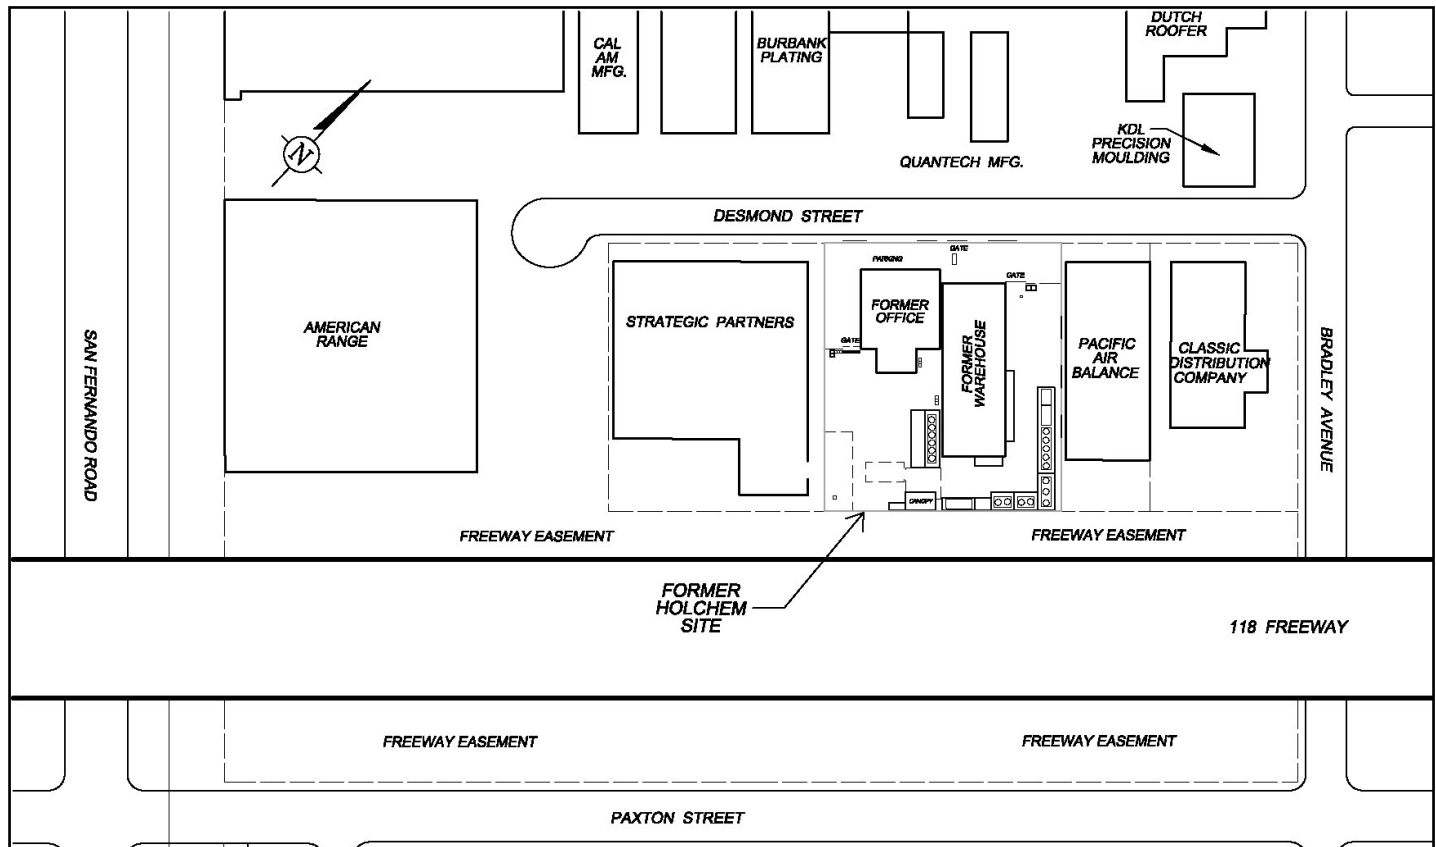 DUTCH
ROOFER
CAL
AM
MFG.
BURBANK
PLATING
KDL
PRECISION
MOULDING
QUANTECH MFG.
N
DESMOND STREET
GATE
PARKING
GATE
FORMER
OFFICE
STRATEGIC PARTNERS
AMERICAN
RANGE
GATE
FORMER
WAREHOUSE
PACIFIC
AIR
BALANCE
CLASSIC
DISTRIBUTION
COMPANY
SAN FERNANDO ROAD
BRADLEY AVENUE
CANOPY
FREEWAY EASEMENT
FREEWAY EASEMENT
FORMER
HOLCHEM
SITE
118 FREEWAY
FREEWAY EASEMENT
FREEWAY EASEMENT
PAXTON STREET